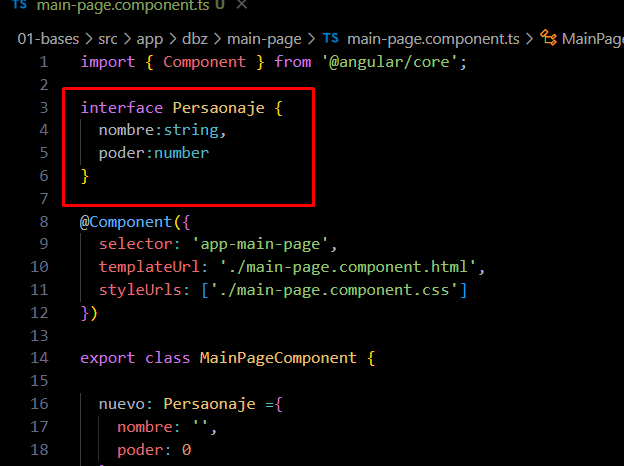 TS main-page.component.ts U ×
01-bases > src > app > dbz > main-page > TS main-page.component.ts > MainPage
1 import { Component } from '@angular/core';
2
3 interface Persaonaje {
4 nombre:string,
5 poder:number
6 }
7
8 @Component({
9 selector: 'app-main-page',
10 templateUrl: './main-page.component.html',
11 styleUrls: ['./main-page.component.css']
12 })
13
14 export class MainPageComponent {
15
16 nuevo: Persaonaje ={
17 nombre: '',
18 poder: 0